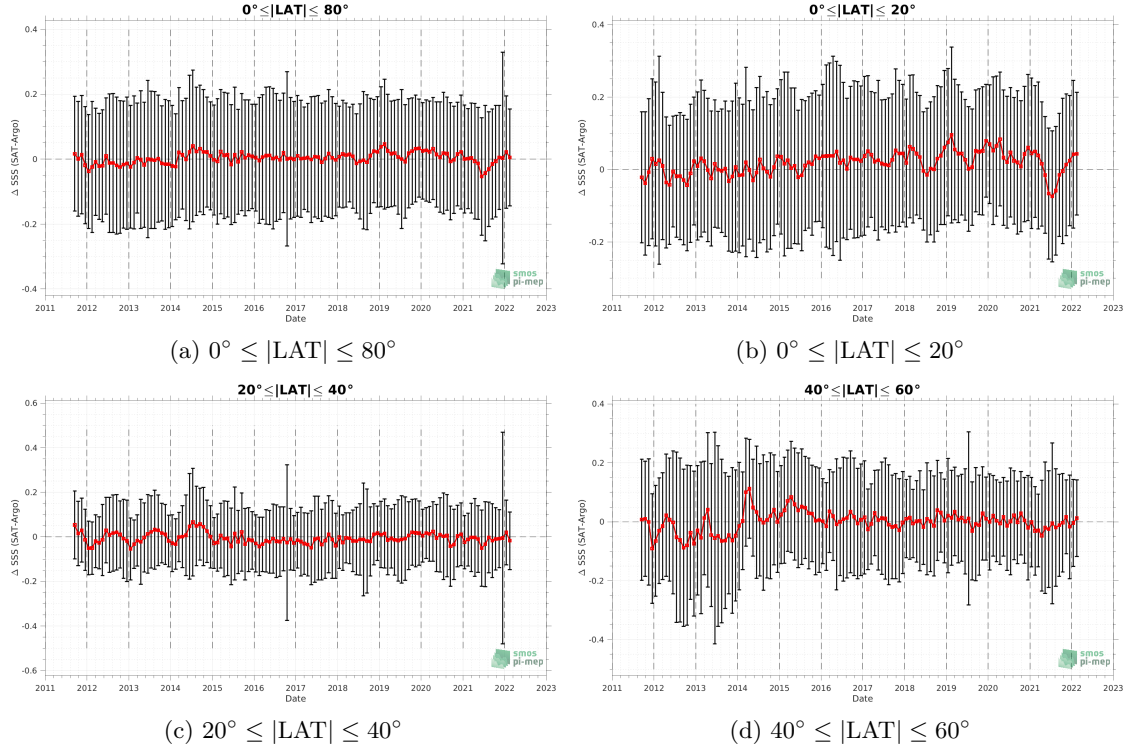 0°≤|LAT|≤ 80°
0.4
0.2
0
-0.2
-0.4
Δ SSS (SAT-Argo)
2011 2012 2013 2014 2015 2016 2017 2018 2019 2020 2021 2022 2023
Date
smos
pi-mep
(a) 0° ≤ |LAT| ≤ 80°
0°≤|LAT|≤ 20°
0.4
0.2
0
-0.2
Δ SSS (SAT-Argo)
2011 2012 2013 2014 2015 2016 2017 2018 2019 2020 2021 2022 2023
Date
smos
pi-mep
(b) 0° ≤ |LAT| ≤ 20°
20°≤|LAT|≤ 40°
0.6
0.4
0.2
0
-0.2
-0.4
-0.6
Δ SSS (SAT-Argo)
2011 2012 2013 2014 2015 2016 2017 2018 2019 2020 2021 2022 2023
Date
smos
pi-mep
(c) 20° ≤ |LAT| ≤ 40°
40°≤|LAT|≤ 60°
0.4
0.2
0
-0.2
-0.4
Δ SSS (SAT-Argo)
2011 2012 2013 2014 2015 2016 2017 2018 2019 2020 2021 2022 2023
Date
smos
pi-mep
(d) 40° ≤ |LAT| ≤ 60°